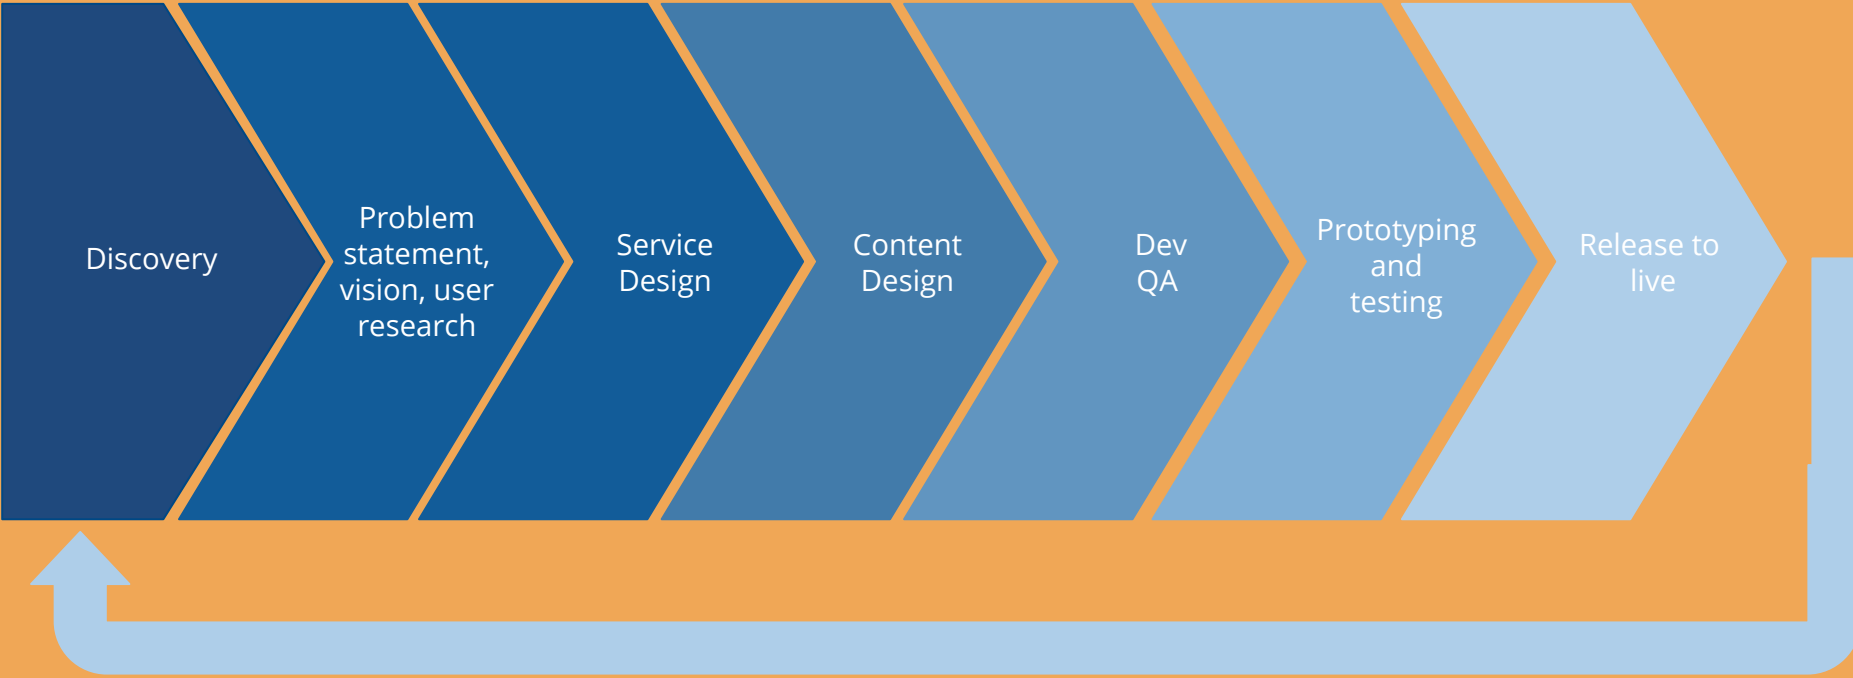 Discovery
Problem
statement,
vision, user
research
Service
Design
Content
Design
Dev
QA
Prototyping
and
testing
Release to
live